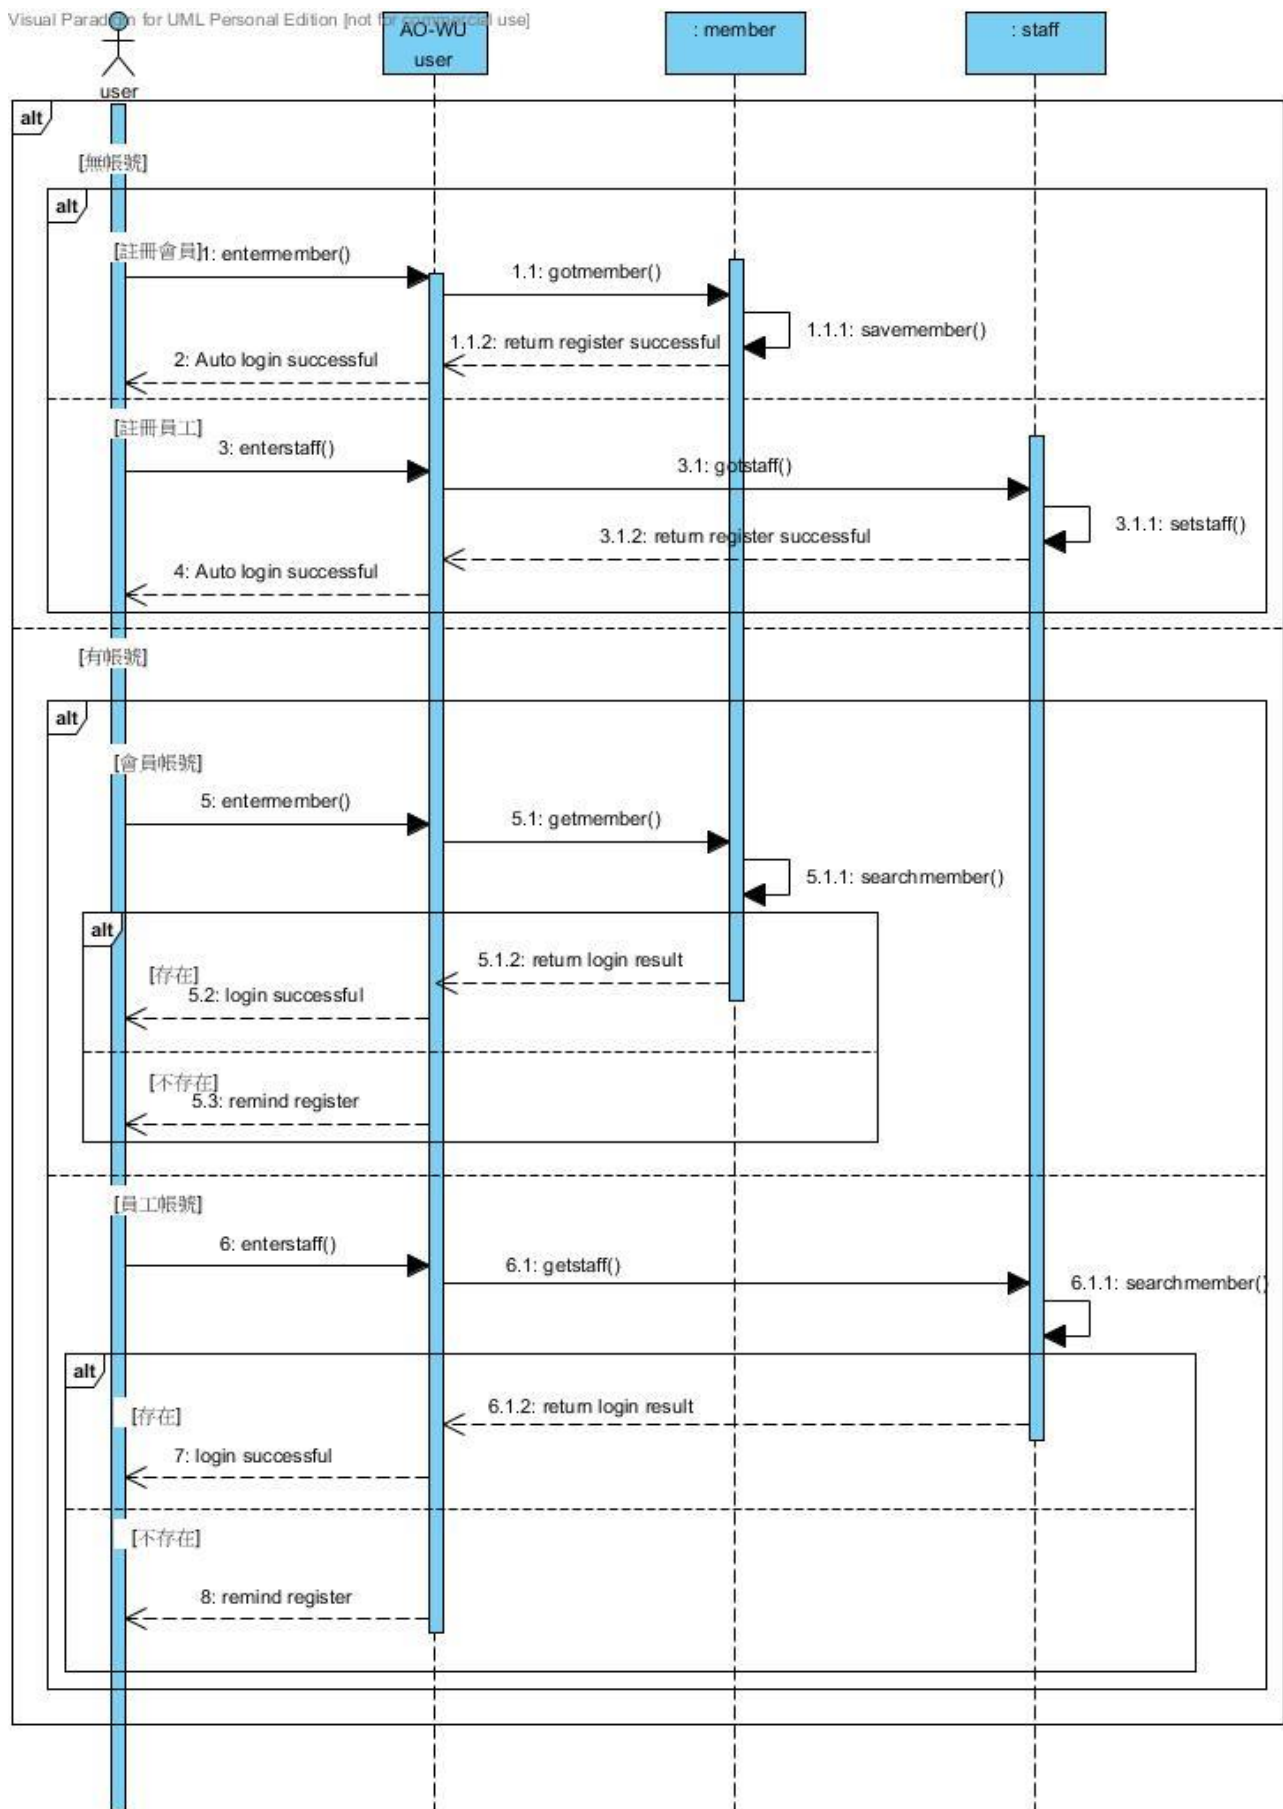 Visual Paradigm for UML Personal Edition [not for commercial use]
user
AO-WU
user
: member
: staff
alt
[無帳號]
alt
[註冊會員]
1: entermember()
1.1: gotmember()
1.1.1: savemember()
1.1.2: return register successful
2: Auto login successful
[註冊員工]
3: enterstaff()
3.1: gotstaff()
3.1.1: setstaff()
3.1.2: return register successful
4: Auto login successful
[有帳號]
alt
[會員帳號]
5: entermember()
5.1: getmember()
5.1.1: searchmember()
alt
5.1.2: return login result
[存在]
5.2: login successful
[不存在]
5.3: remind register
[員工帳號]
6: enterstaff()
6.1: getstaff()
6.1.1: searchmember()
alt
6.1.2: return login result
[存在]
7: login successful
[不存在]
8: remind register